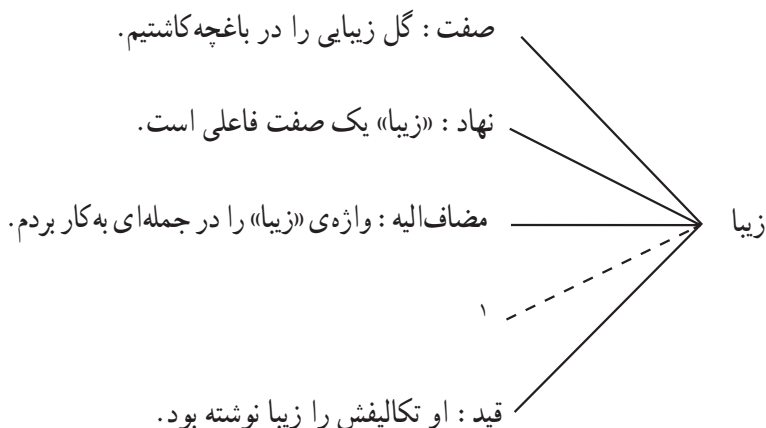 صفت : گل زیبایی را در باغچه‌کاشتیم.
نهاد : «زیبا» یک صفت فاعلی است.
مضاف‌الیه : واژه‌ی «زیبا» را در جمله‌ای به‌کار بردم.
زیبا
۱
قید : او تکالیفش را زیبا نوشته بود.